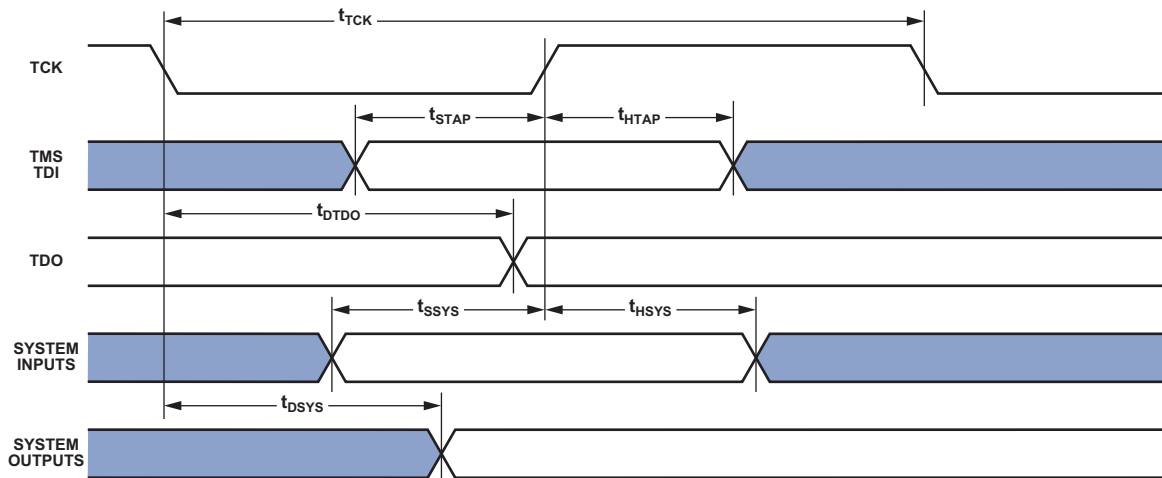 tTCK
TCK
tSTAP
tHTAP
TMS
TDI
tDTDO
TDO
tSSYS
tHSYS
SYSTEM
INPUTS
tDSYS
SYSTEM
OUTPUTS